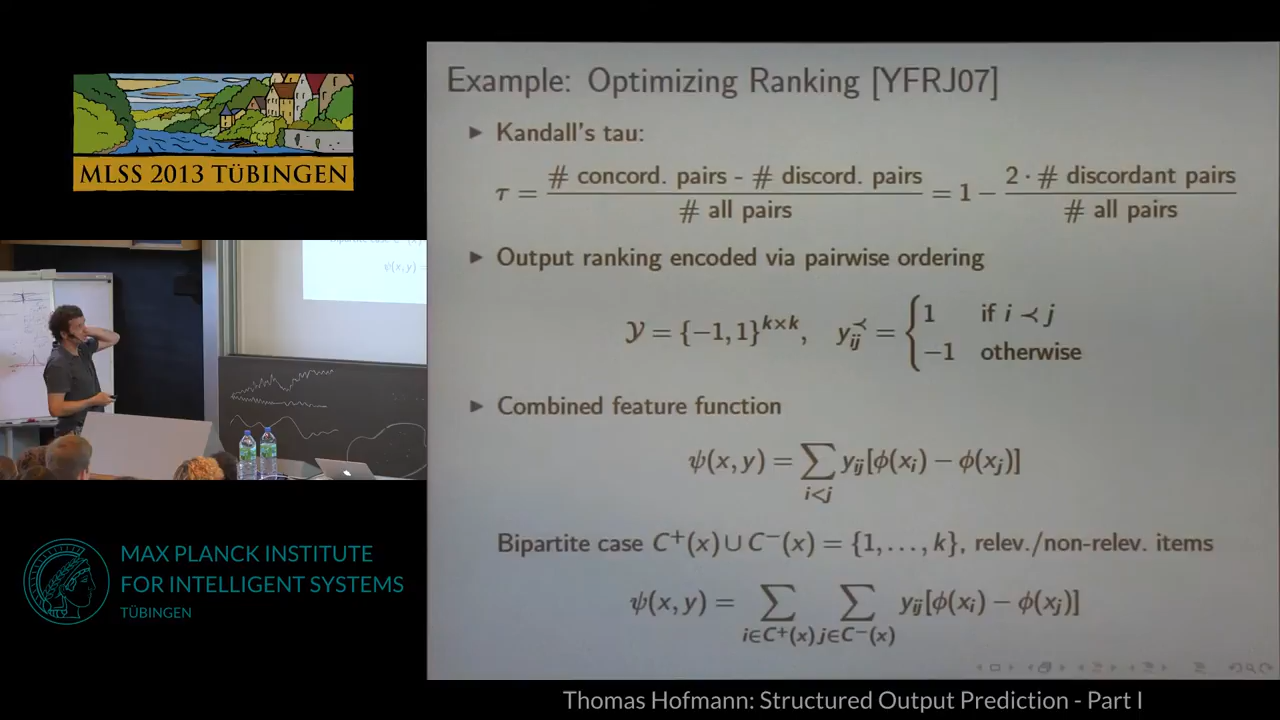 MLSS 2013 TÜBINGEN
MAX PLANCK INSTITUTE
FOR INTELLIGENT SYSTEMS
TÜBINGEN
Example: Optimizing Ranking [YFRJ07]
► Kandall's tau:
τ = # concord. pairs - # discord. pairs / # all pairs = 1 − 2 · # discordant pairs / # all pairs
► Output ranking encoded via pairwise ordering
𝒴 = {−1, 1}^{k×k}, y_{ij}^≺ = { 1 if i ≺ j
−1 otherwise
► Combined feature function
ψ(x, y) = ∑_{i<j} y_{ij}[ϕ(x_i) − ϕ(x_j)]
Bipartite case C⁺(x) ∪ C⁻(x) = {1, . . . , k}, relev./non-relev. items
ψ(x, y) = ∑_{i∈C⁺(x)} ∑_{j∈C⁻(x)} y_{ij}[ϕ(x_i) − ϕ(x_j)]
Thomas Hofmann: Structured Output Prediction - Part I